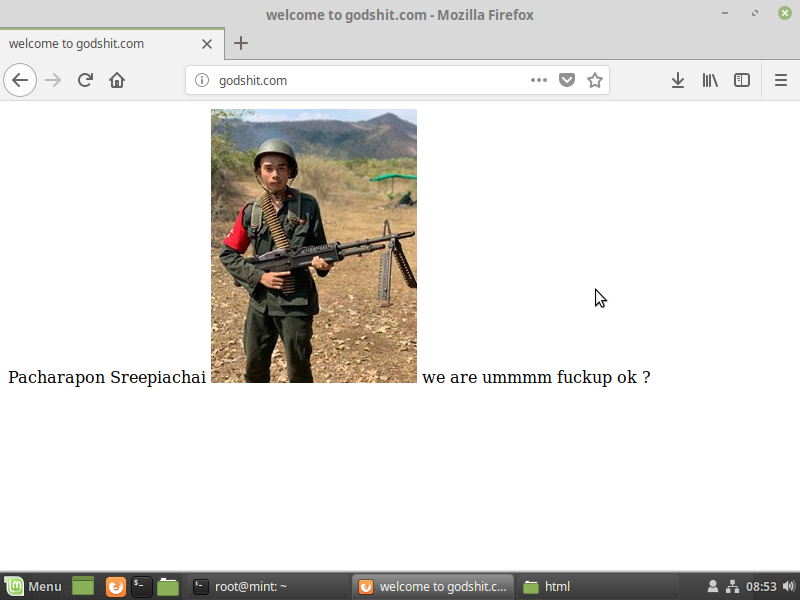 welcome to godshit.com - Mozilla Firefox
welcome to godshit.com
godshit.com
Pacharapon Sreepiachai we are ummmm fuckup ok ?
Menu root@mint: ~ welcome to godshit.c... html 08:53